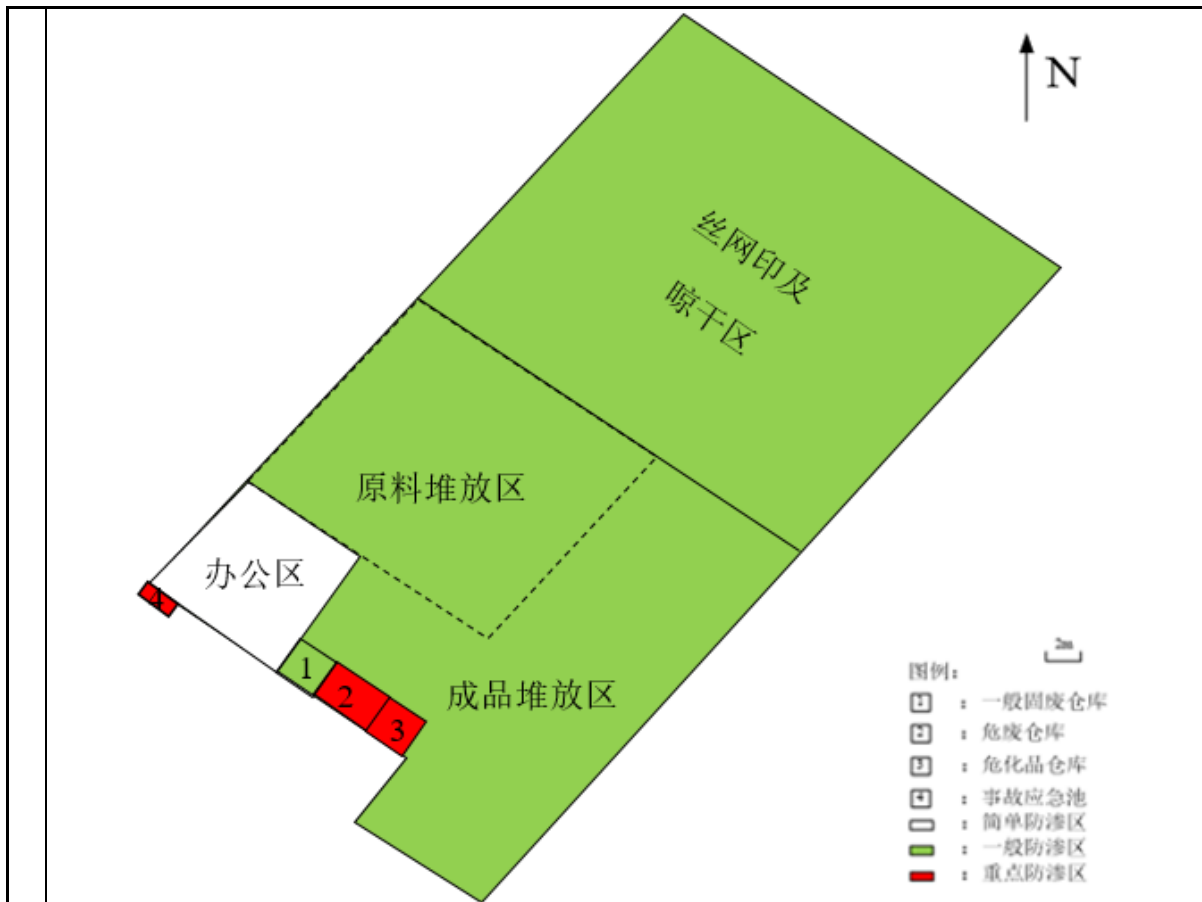 N
丝网印及
晾干区
原料堆放区
办公区
4
1
2
3
成品堆放区
2m
图例：
1 ：一般固废仓库
2 ：危废仓库
3 ：危化品仓库
4 ：事故应急池
：简单防渗区
：一般防渗区
：重点防渗区